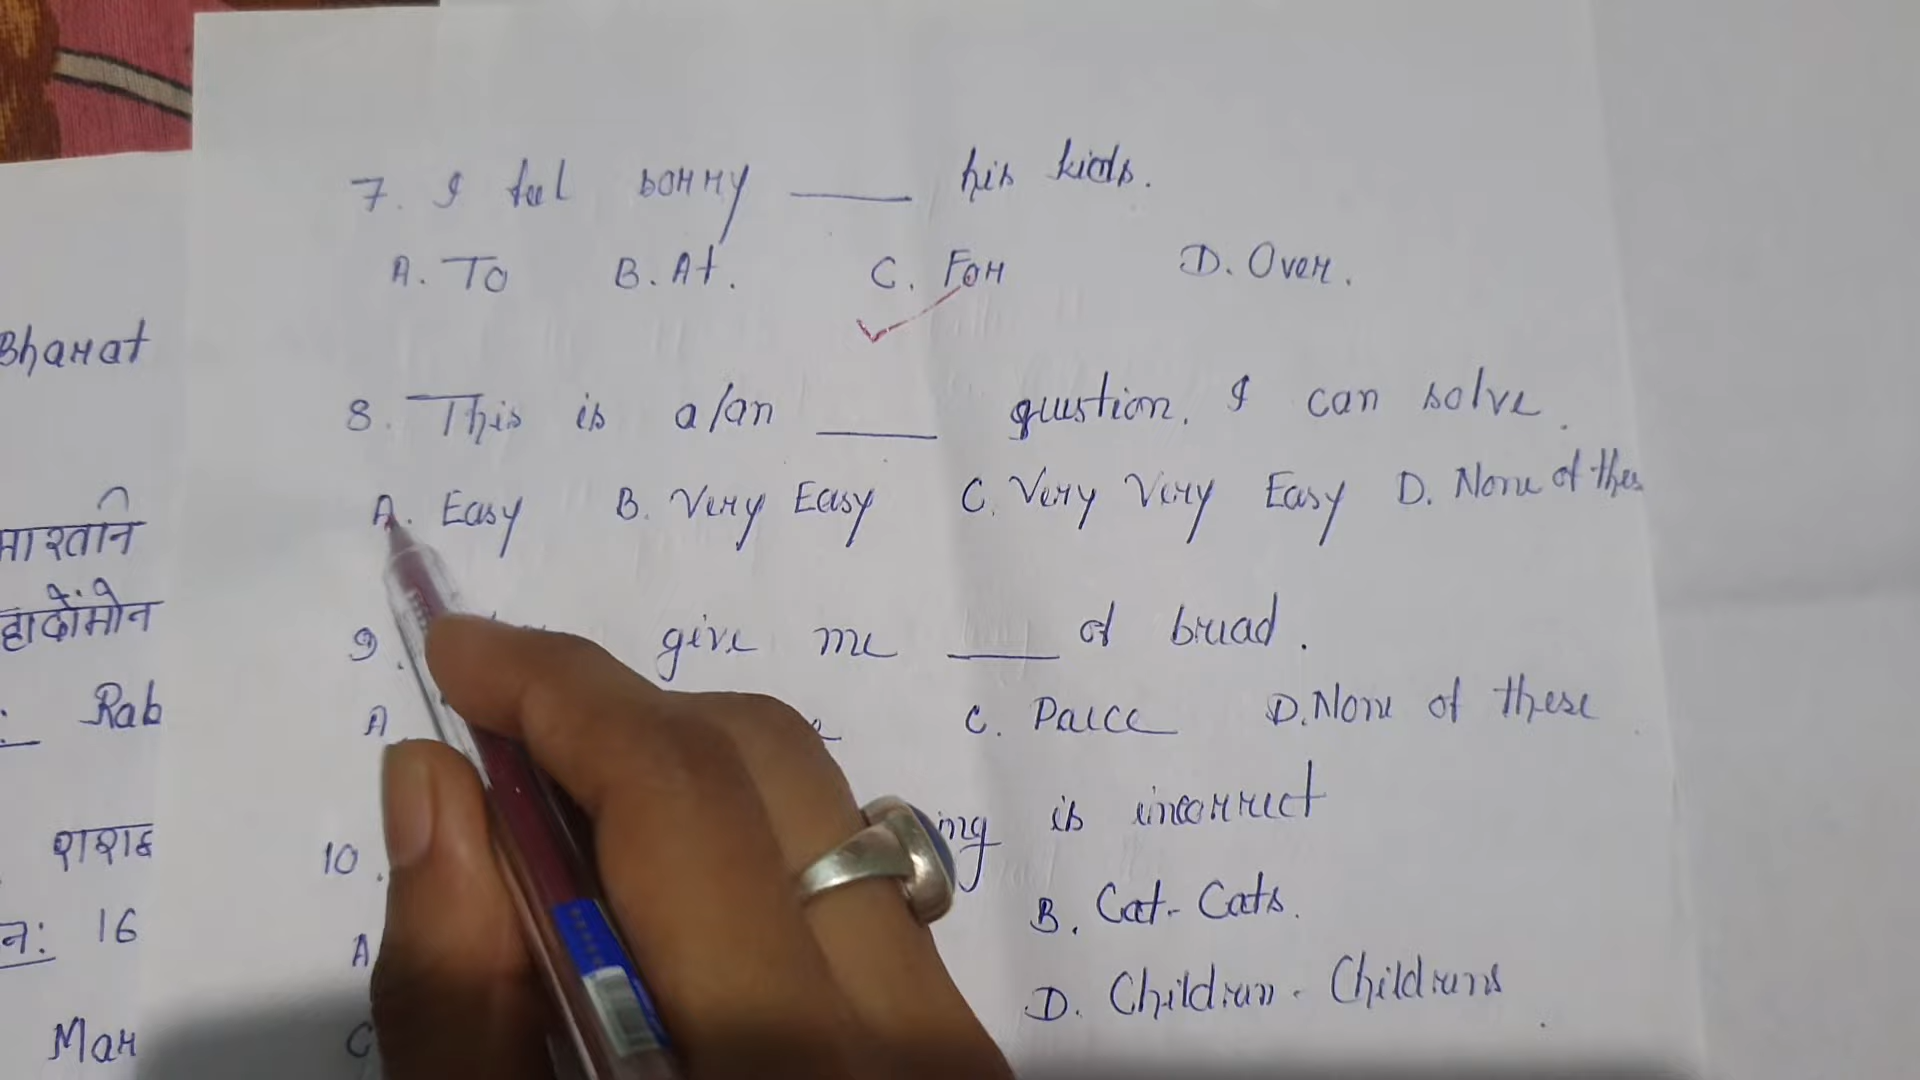 7. I feel sorry ____ his kids.
A. To B. At. C. For D. Over.
8. This is a/an ____ question. I can solve.
A. Easy B. Very Easy C. Very Very Easy D. None of these
9. give me ____ of bread.
A C. Paice D. None of these
10. is incorrect
B. Cat - Cats.
A
D. Children - Childrens
C
Bharat
: Rab
शशाह
न: 16
Mar